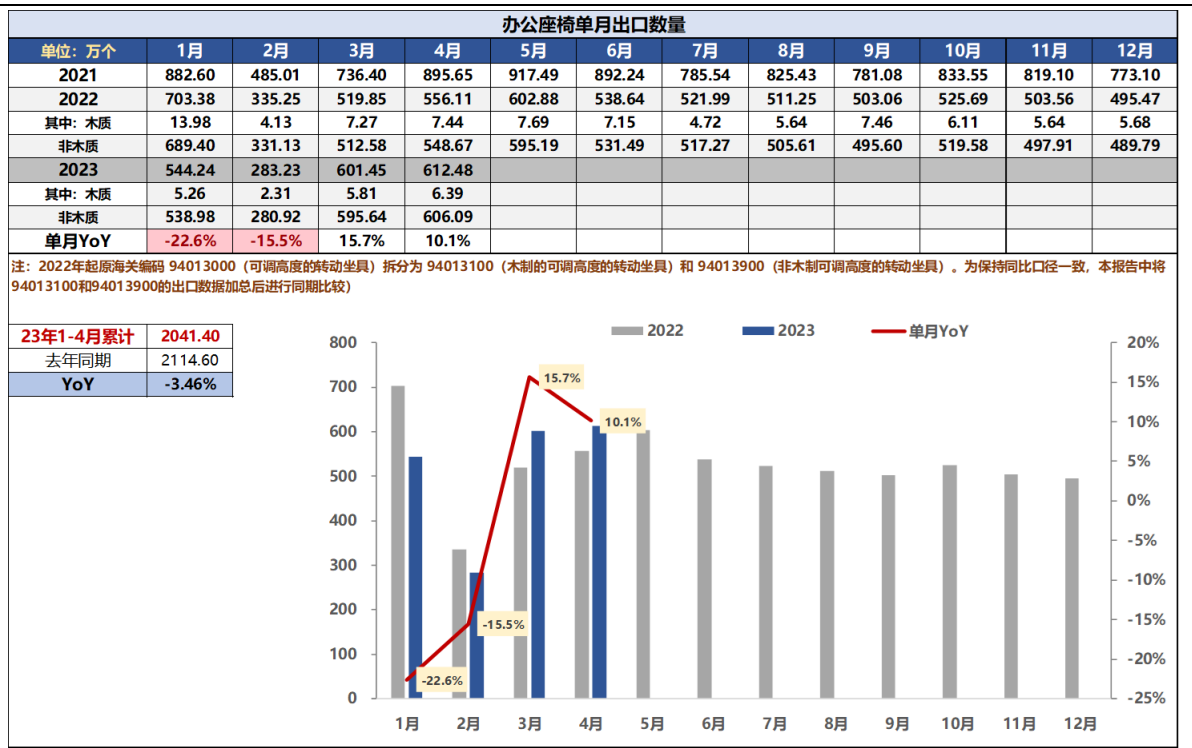 办公座椅单月出口数量
单位：万个 1月 2月 3月 4月 5月 6月 7月 8月 9月 10月 11月 12月
2021 882.60 485.01 736.40 895.65 917.49 892.24 785.54 825.43 781.08 833.55 819.10 773.10
2022 703.38 335.25 519.85 556.11 602.88 538.64 521.99 511.25 503.06 525.69 503.56 495.47
其中：木质 13.98 4.13 7.27 7.44 7.69 7.15 4.72 5.64 7.46 6.11 5.64 5.68
非木质 689.40 331.13 512.58 548.67 595.19 531.49 517.27 505.61 495.60 519.58 497.91 489.79
2023 544.24 283.23 601.45 612.48
其中：木质 5.26 2.31 5.81 6.39
非木质 538.98 280.92 595.64 606.09
单月YoY -22.6% -15.5% 15.7% 10.1%
注：2022年起原海关编码 94013000（可调高度的转动坐具）拆分为 94013100（木制的可调高度的转动坐具）和 94013900（非木制可调高度的转动坐具）。为保持同比口径一致，本报告中将
94013100和94013900的出口数据加总后进行同期比较）
23年1-4月累计 2041.40
去年同期 2114.60
YoY -3.46%
2022 2023 单月YoY
800 20%
700 15%
600 10%
500 5%
400 0%
300 -5%
200 -10%
100 -15%
0 -20%
-25%
15.7%
10.1%
-15.5%
-22.6%
1月 2月 3月 4月 5月 6月 7月 8月 9月 10月 11月 12月